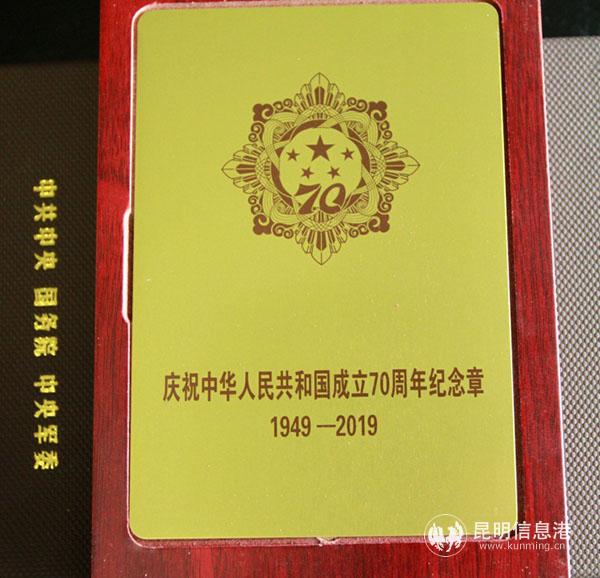 中共中央 国务院 中央军委
70
庆祝中华人民共和国成立70周年纪念章
1949—2019
昆明信息港
www.kunming.cn